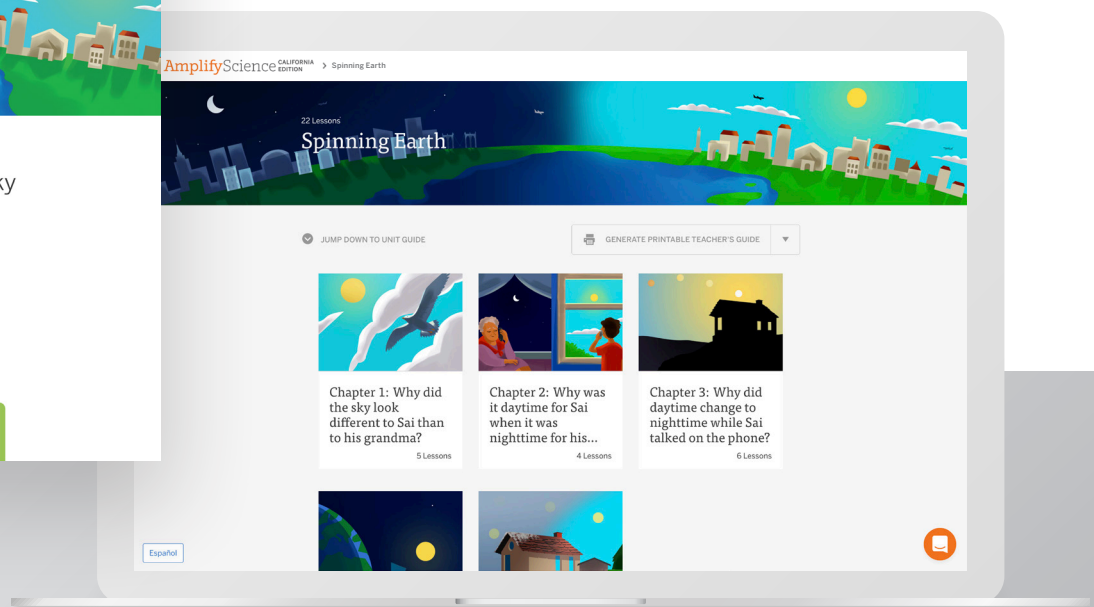 AmplifyScience CALIFORNIA EDITION > Spinning Earth
22 Lessons
Spinning Earth
JUMP DOWN TO UNIT GUIDE
GENERATE PRINTABLE TEACHER'S GUIDE
Chapter 1: Why did
the sky look
different to Sai than
to his grandma?
5 Lessons
Chapter 2: Why was
it daytime for Sai
when it was
nighttime for his...
4 Lessons
Chapter 3: Why did
daytime change to
nighttime while Sai
talked on the phone?
6 Lessons
Español